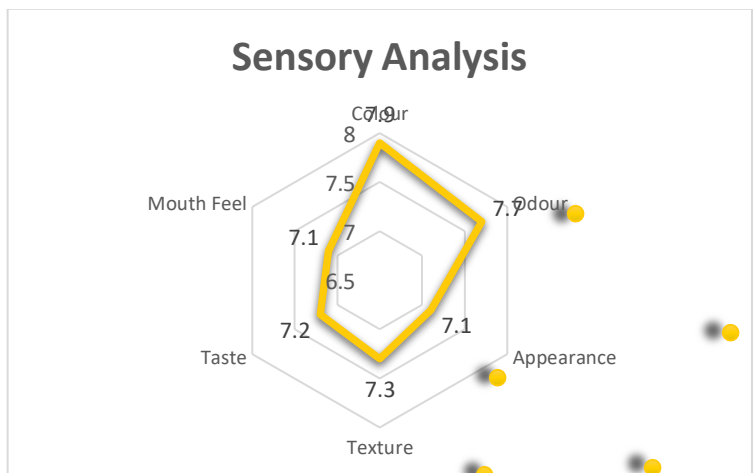 Sensory Analysis
Colour
7.9
8
7.5
7
6.5
Mouth Feel
7.1
7.7
Odour
7.2
7.1
Taste
Appearance
7.3
Texture